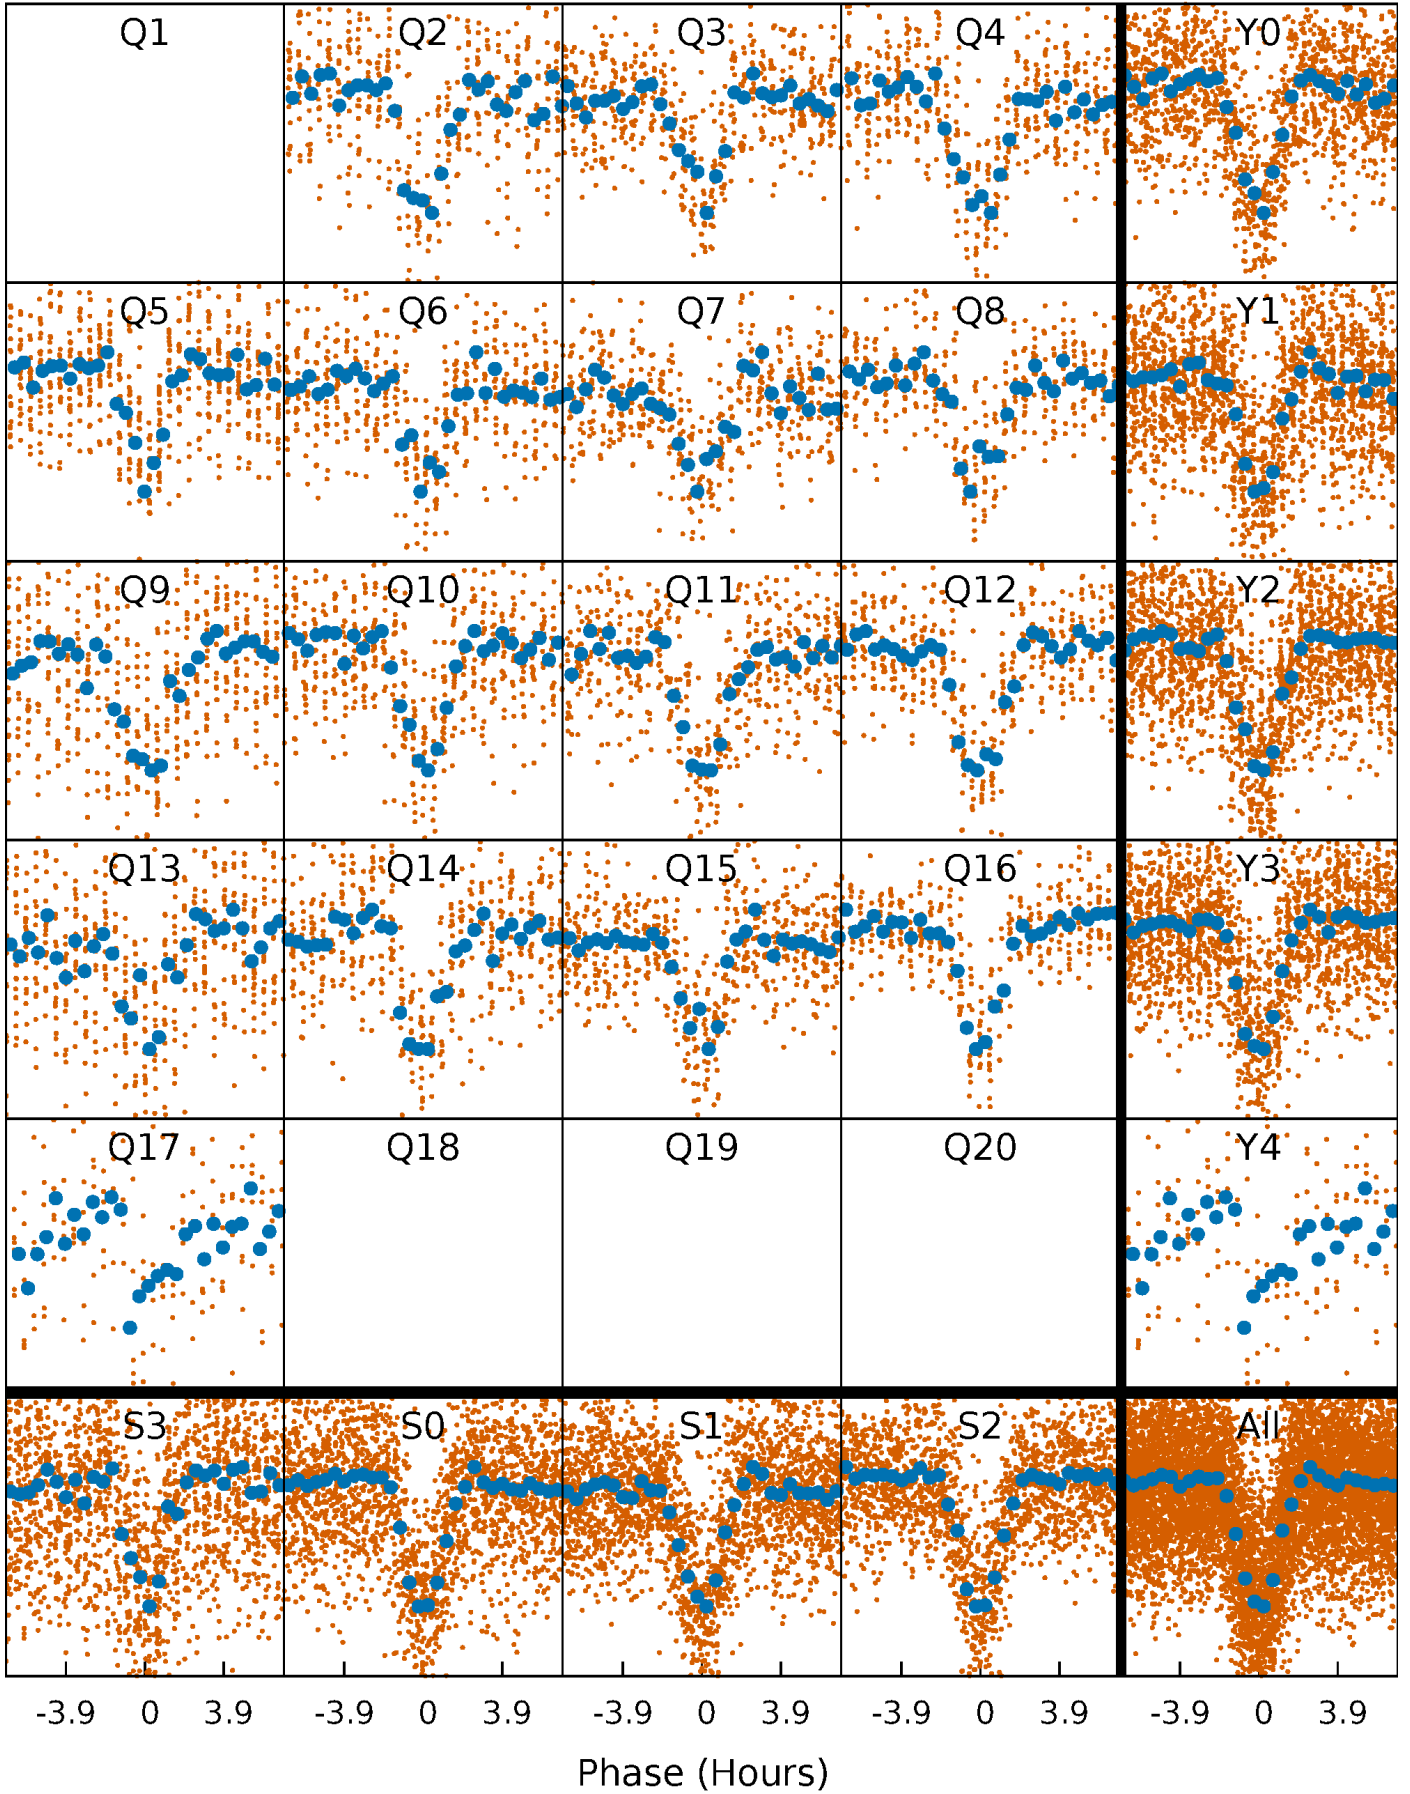 Q1 Q2 Q3 Q4 Y0
Q5 Q6 Q7 Q8 Y1
Q9 Q10 Q11 Q12 Y2
Q13 Q14 Q15 Q16 Y3
Q17 Q18 Q19 Q20 Y4
S3 S0 S1 S2 All
-3.9 0 3.9 -3.9 0 3.9 -3.9 0 3.9 -3.9 0 3.9 -3.9 0 3.9
Phase (Hours)